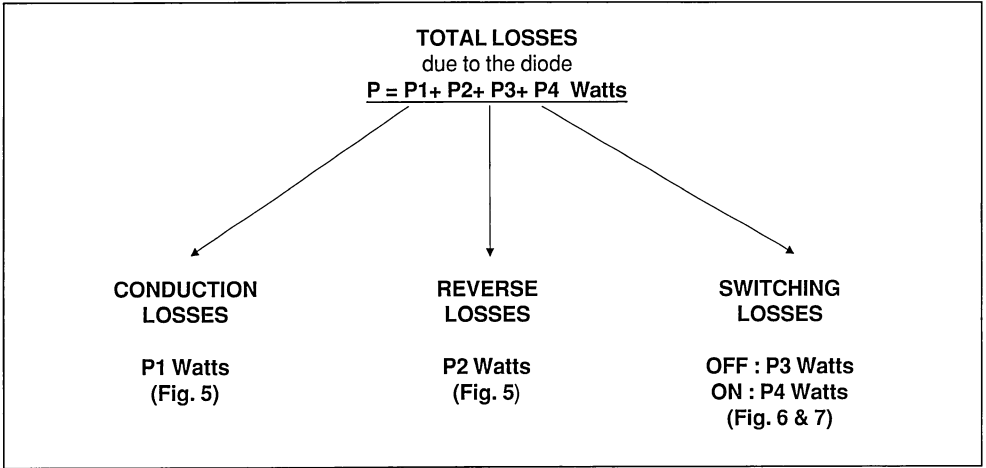 TOTAL LOSSES
due to the diode
P = P1+ P2+ P3+ P4 Watts
CONDUCTION
LOSSES
P1 Watts
(Fig. 5)
REVERSE
LOSSES
P2 Watts
(Fig. 5)
SWITCHING
LOSSES
OFF : P3 Watts
ON : P4 Watts
(Fig. 6 & 7)